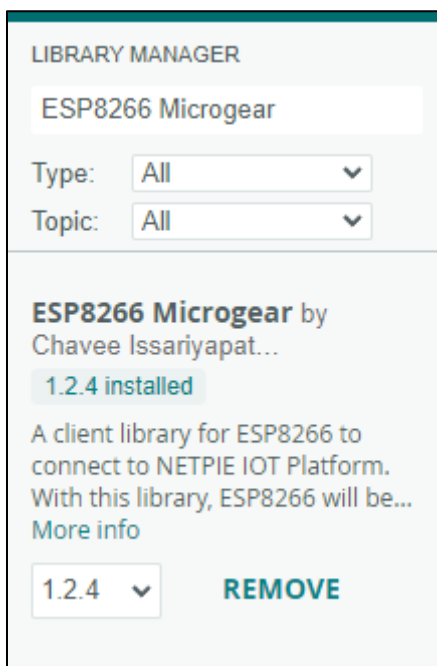 LIBRARY MANAGER
ESP8266 Microgear
Type: All
Topic: All
ESP8266 Microgear by
Chavee Issariyapat...
1.2.4 installed
A client library for ESP8266 to
connect to NETPIE IOT Platform.
With this library, ESP8266 will be...
More info
1.2.4 REMOVE